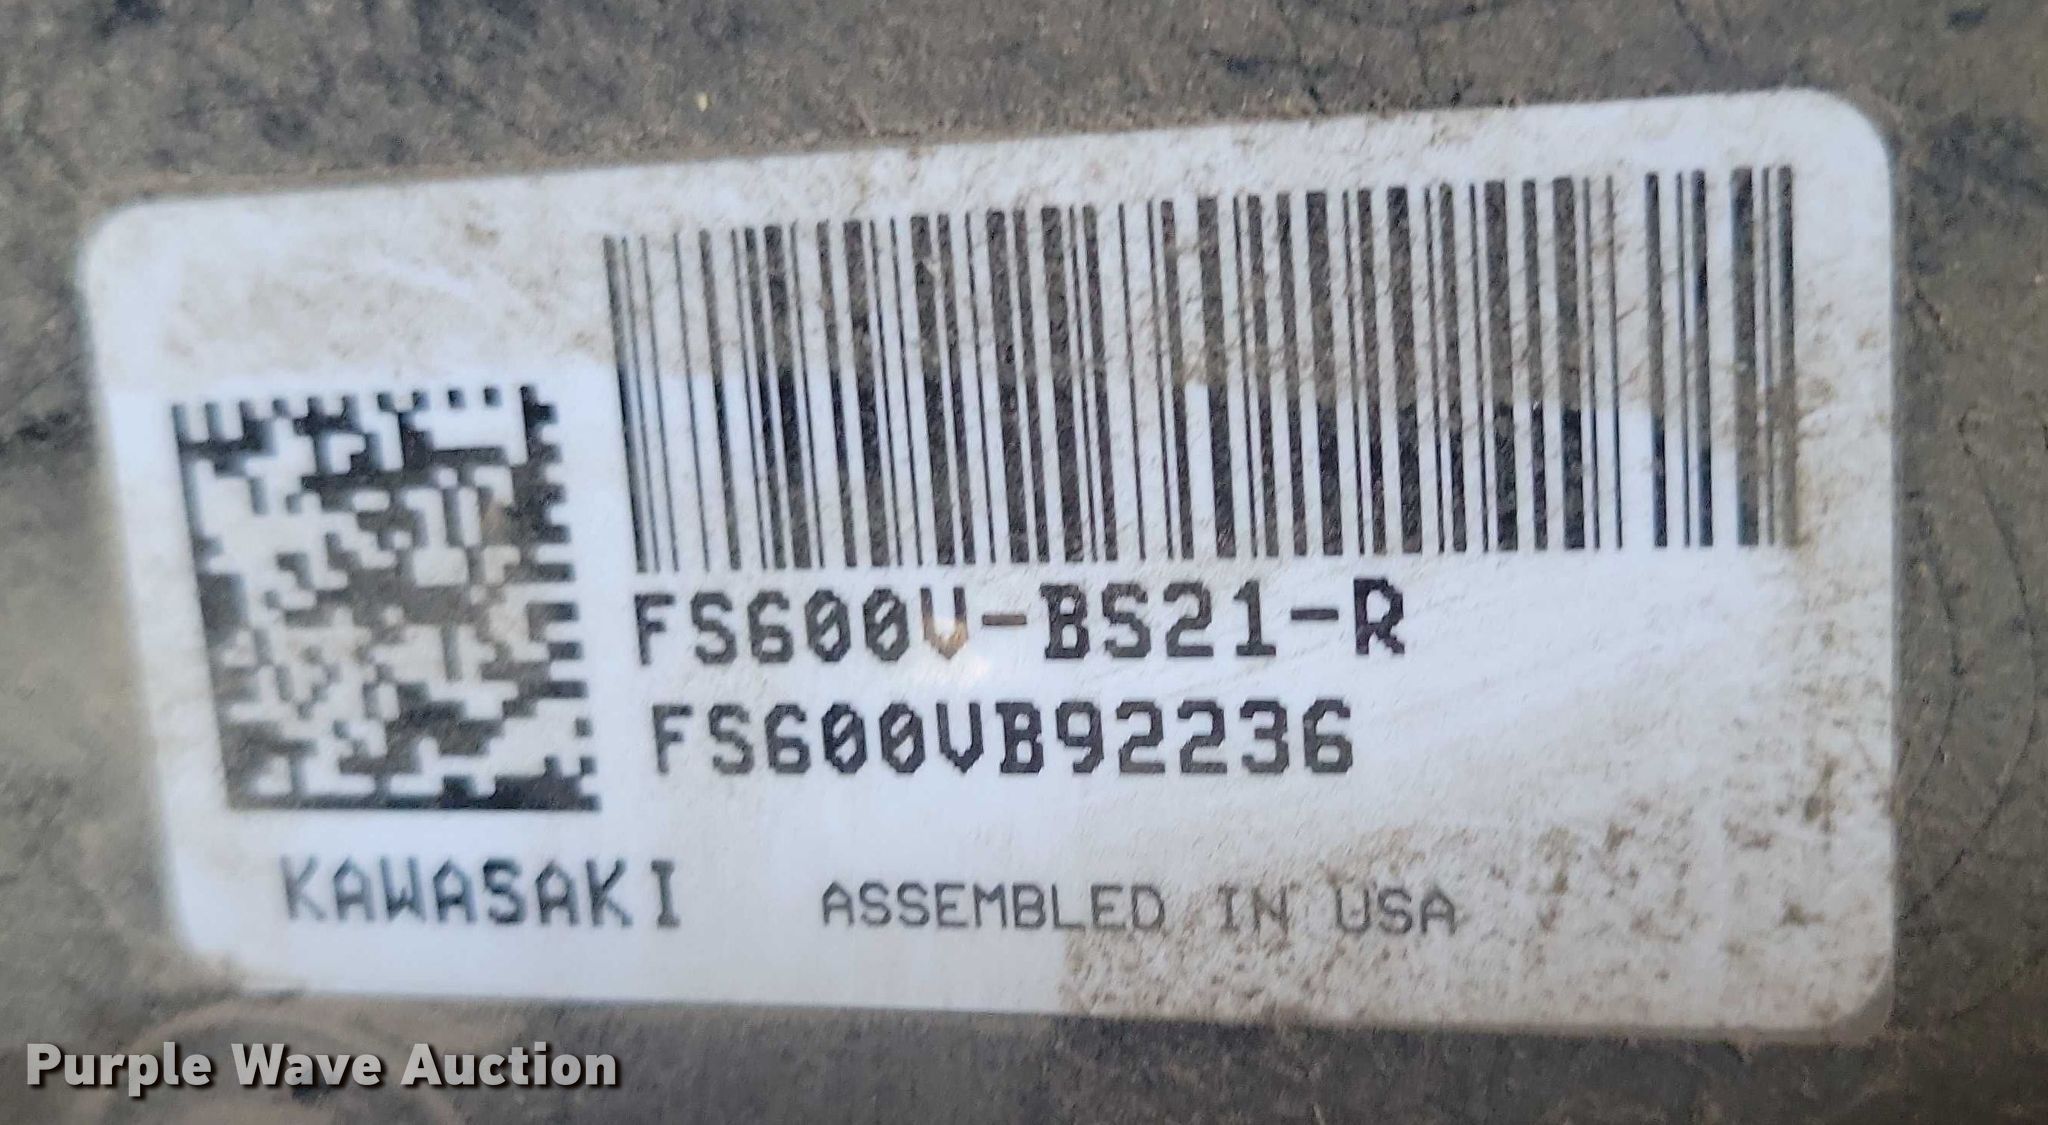 FS600V-BS21-R
FS600VB92236
KAWASAKI ASSEMBLED IN USA
Purple Wave Auction